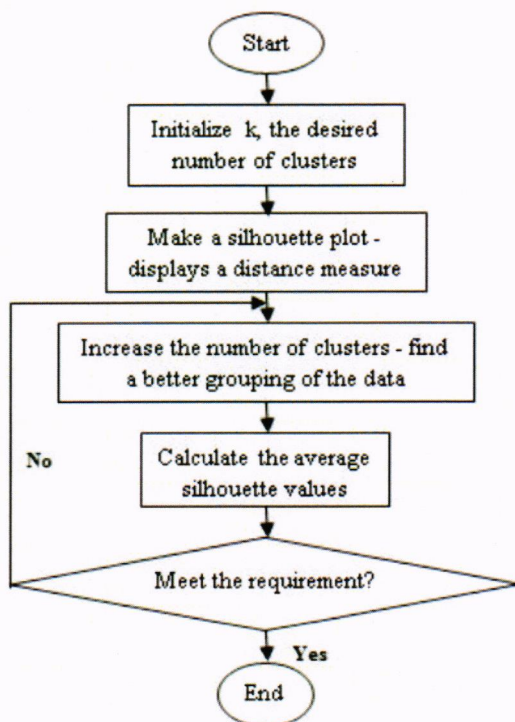 Start
Initialize k, the desired
number of clusters
Make a silhouette plot -
displays a distance measure
Increase the number of clusters - find
a better grouping of the data
Calculate the average
silhouette values
No
Meet the requirement?
Yes
End